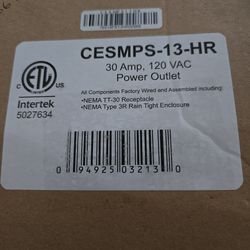 CESMPS-13-HR
30 Amp, 120 VAC
Power Outlet
All Components Factory Wired and Assembled including:
•NEMA TT-30 Receptacle
•NEMA Type 3R Rain Tight Enclosure
ETL
C
US
Intertek
5027634
0 94925 03213 0